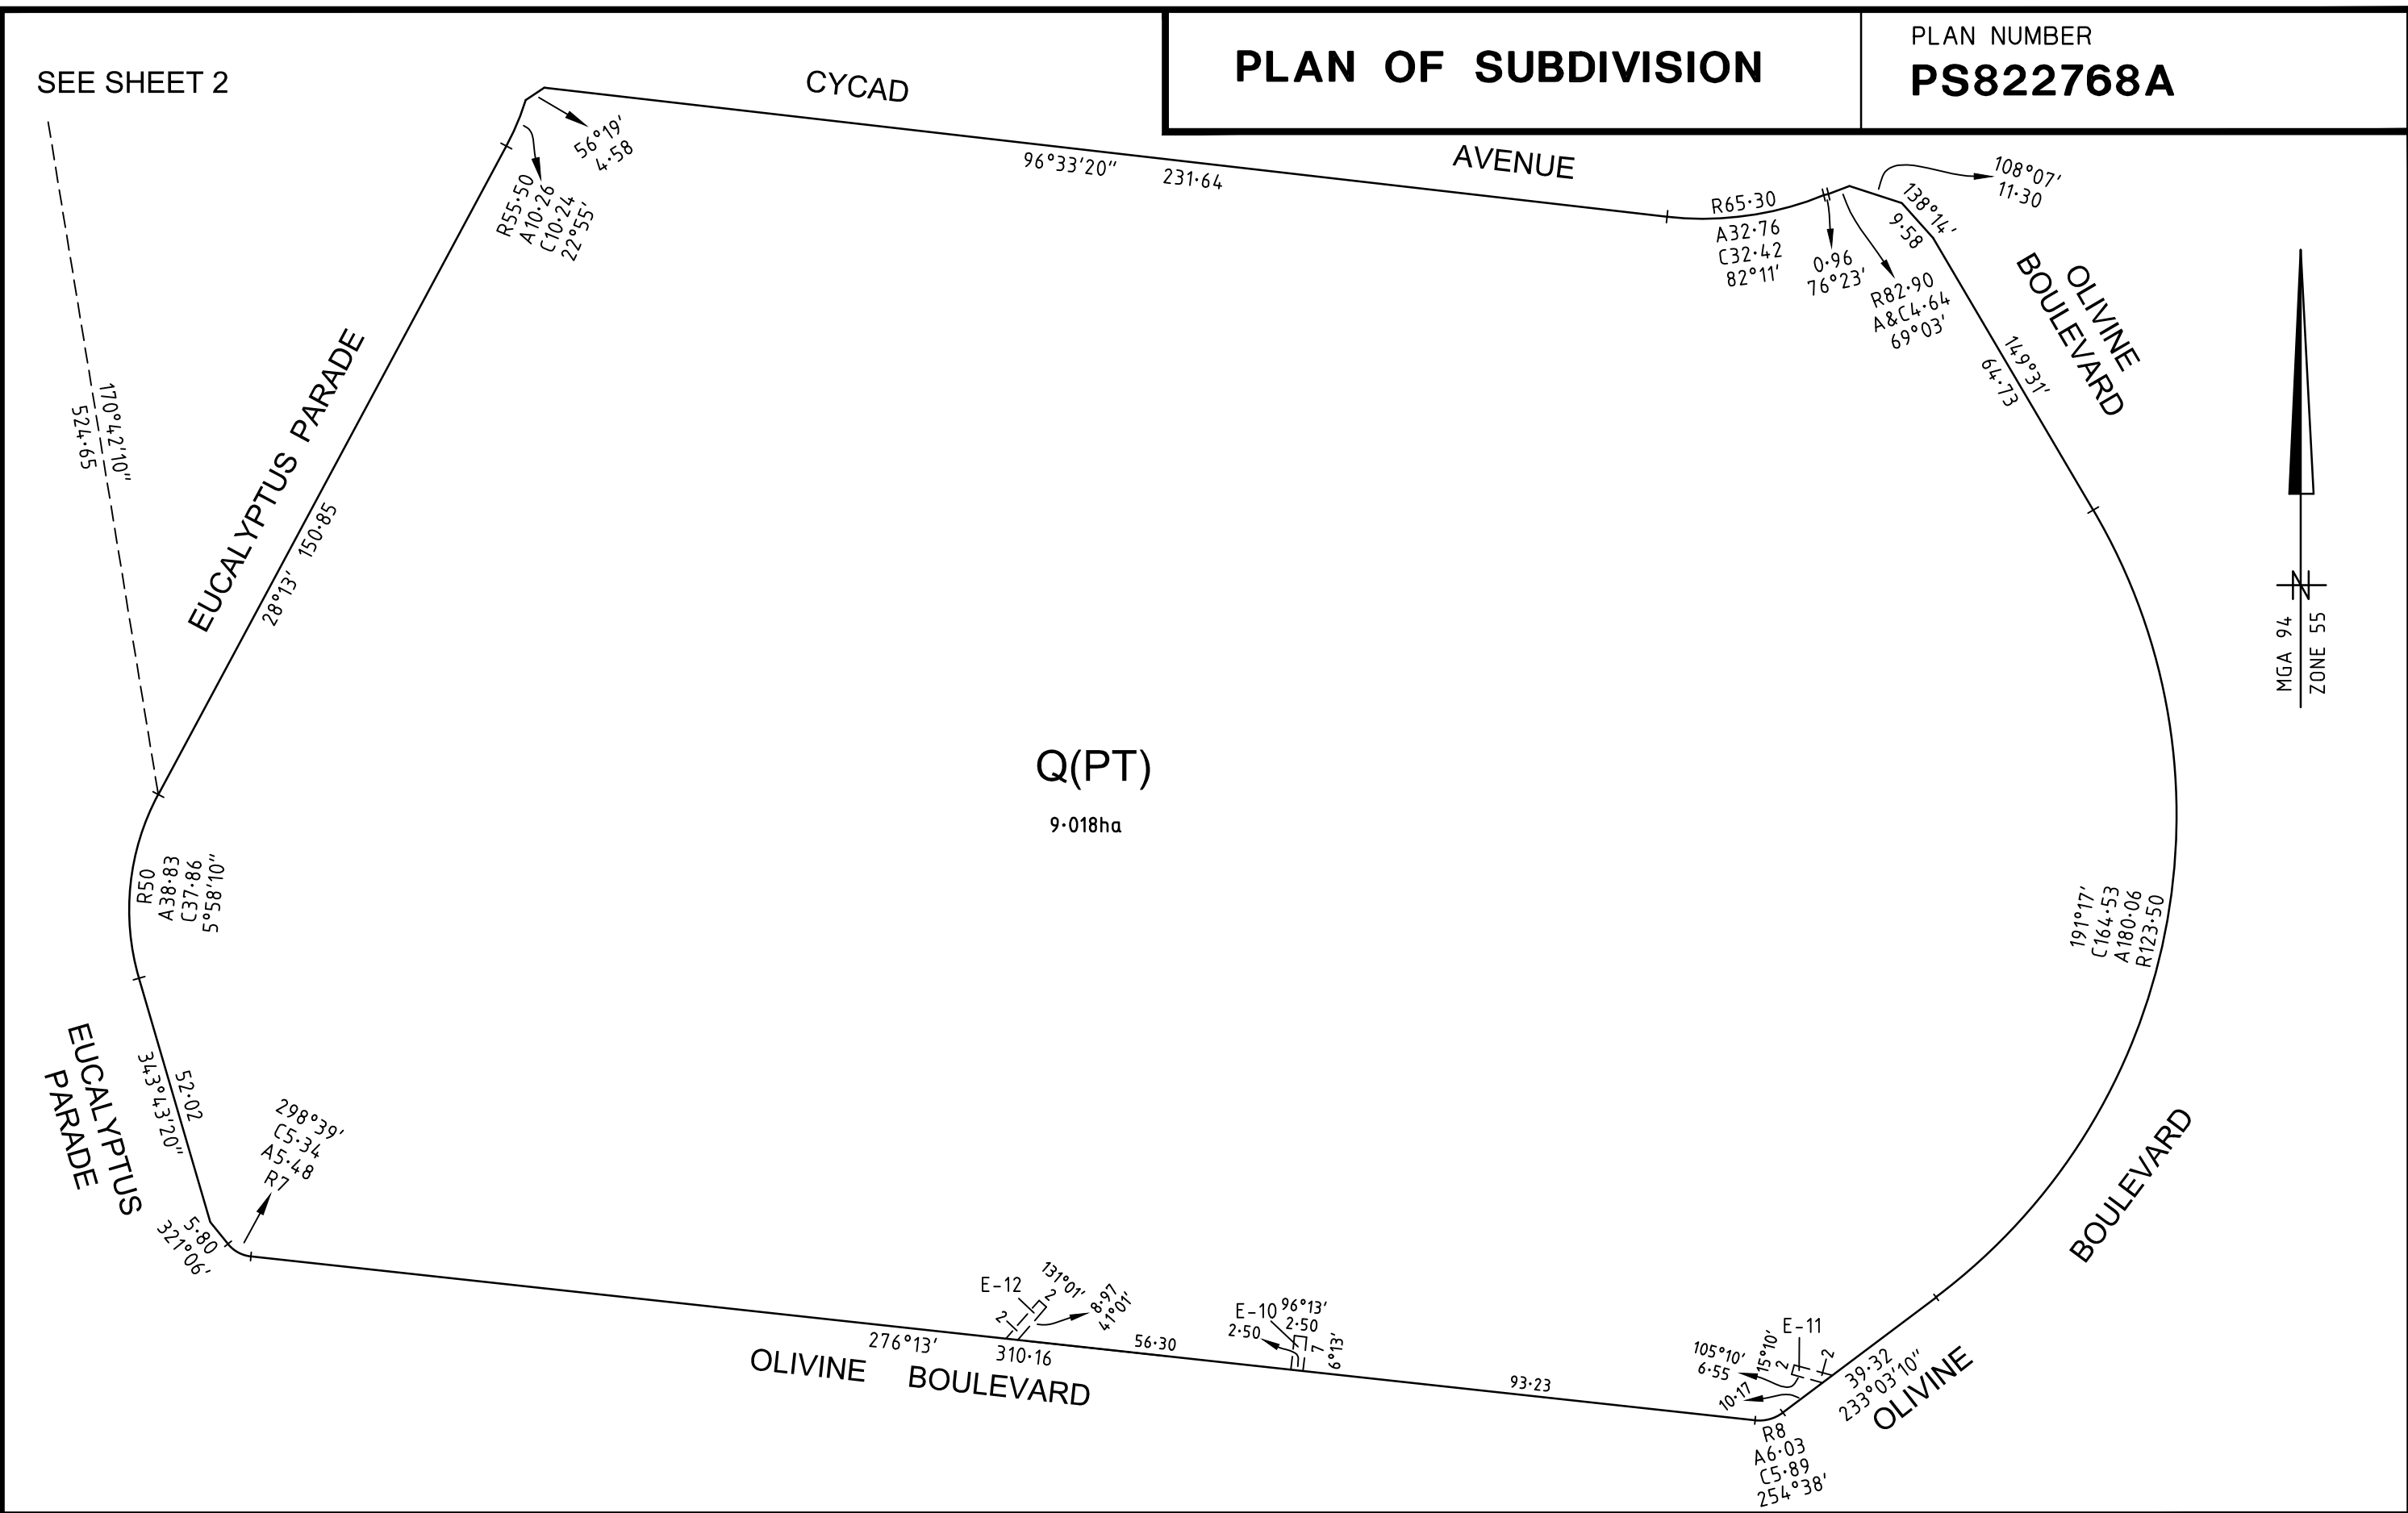 PLAN OF SUBDIVISION
PLAN NUMBER
PS822768A
SEE SHEET 2
CYCAD
AVENUE
96°33'20"
231·64
56°19'
4·58
R55·50
A10·26
C10·24
22°55'
R65·30
A32·76
C32·42
82°11'
0·96
76°23'
R82·90
A&C4·64
69°03'
108°07'
11·30
138°14'
9·58
OLIVINE
BOULEVARD
149°31'
64·73
170°42'10"
524·65
EUCALYPTUS PARADE
28°13'
150·85
MGA 94
ZONE 55
N
Q(PT)
9·018ha
R50
A38·83
C37·86
5°58'10"
191°17'
C164·53
A180·06
R123·50
EUCALYPTUS
PARADE
52·02
343°43'20"
298°39'
C5·34
A5·48
R7
5·80
321°06'
BOULEVARD
OLIVINE
E-12
131°01'
2
2
8·97
41°01'
276°13'
310·16
56·30
OLIVINE BOULEVARD
E-10
96°13'
2·50
2·50
7
6°13'
93·23
105°10'
6·55
15°10'
2
E-11
2
10·17
39·32
233°03'10"
R8
A6·03
C5·89
254°38'